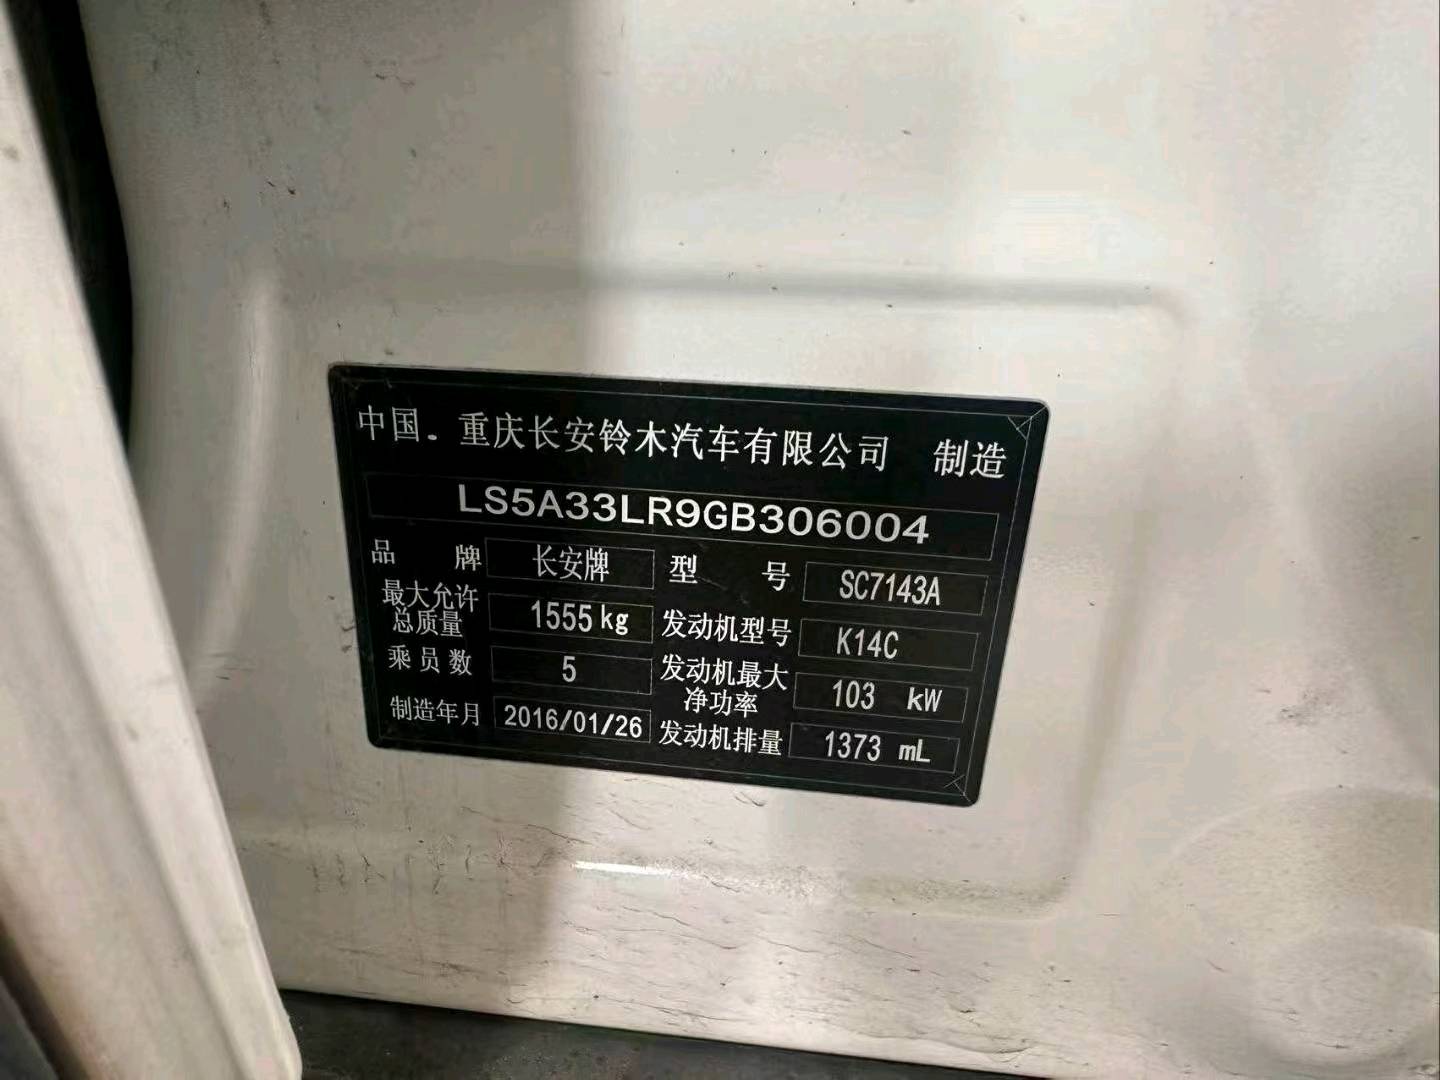 中国．重庆长安铃木汽车有限公司 制造
LS5A33LR9GB306004
品 牌 长安牌 型 号 SC7143A
最大允许总质量 1555kg 发动机型号 K14C
乘员数 5 发动机最大净功率 103 kW
制造年月 2016/01/26 发动机排量 1373 mL